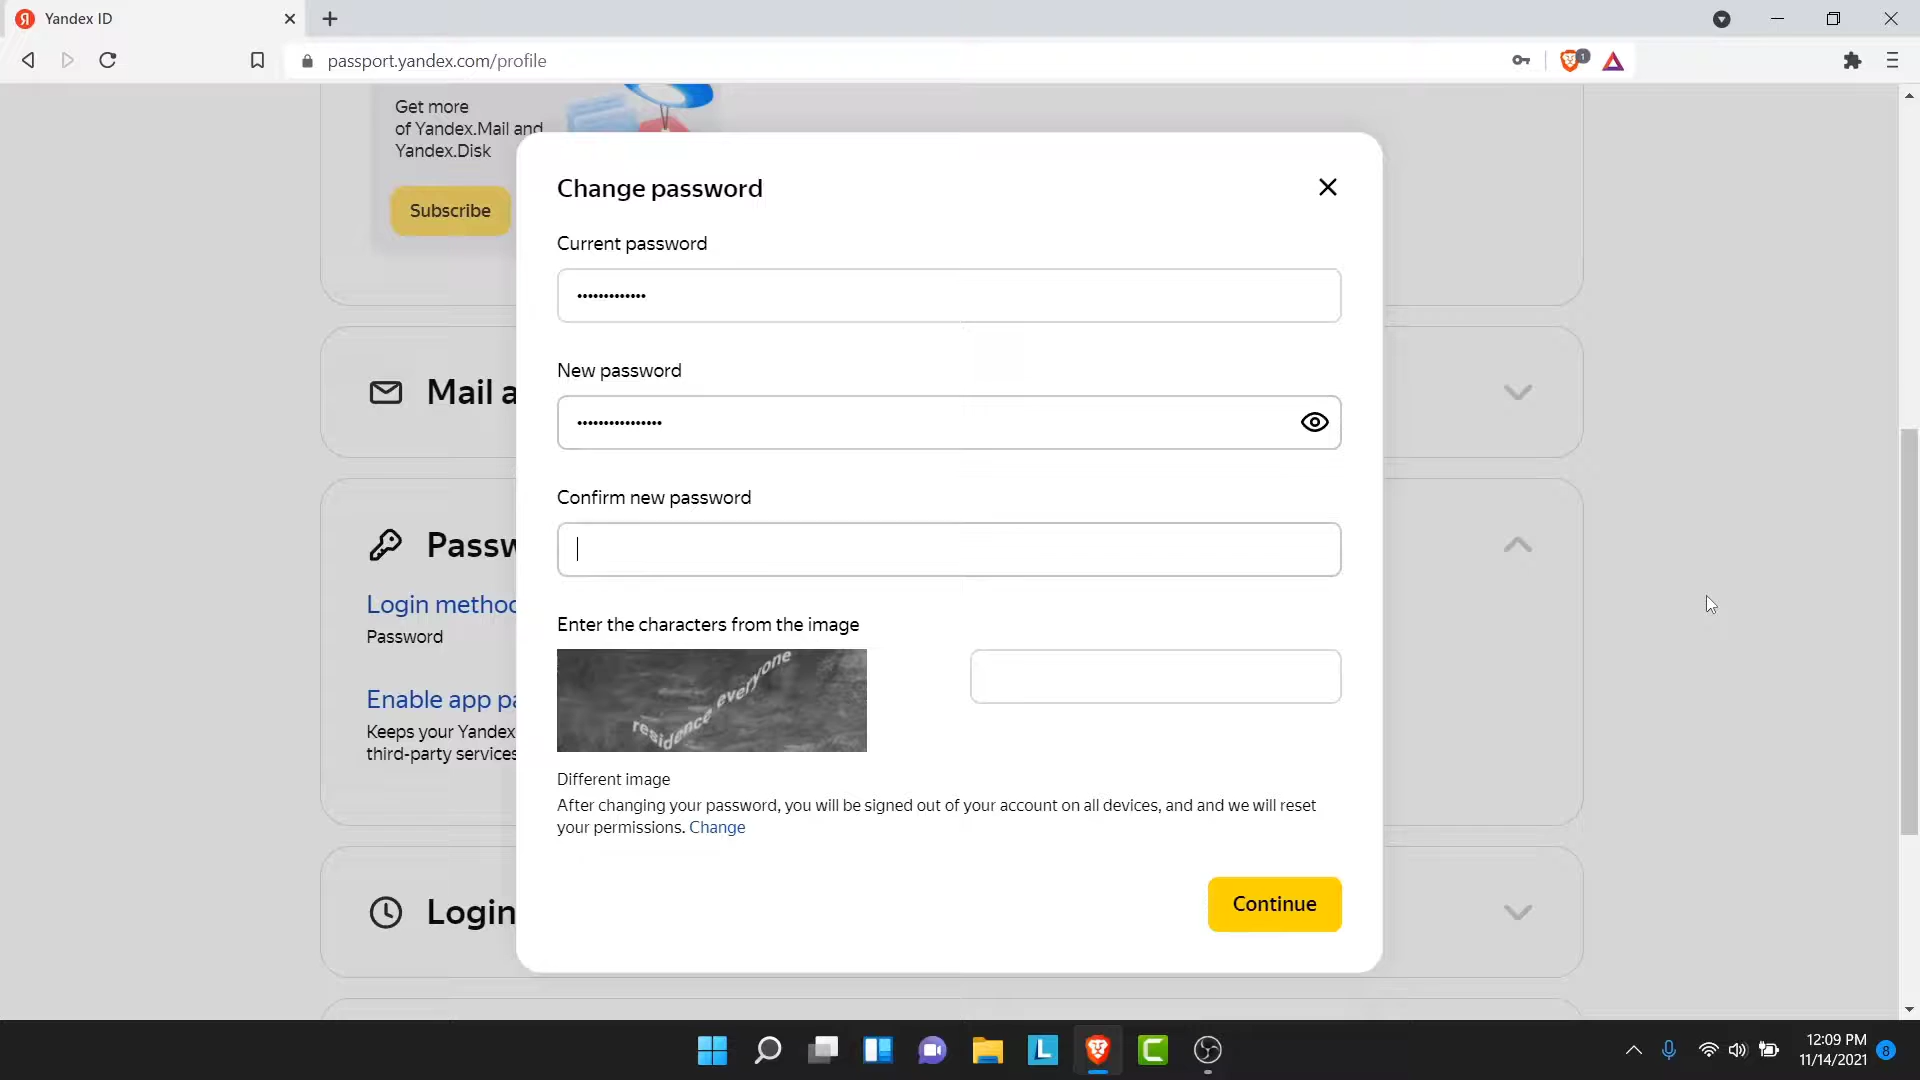 Yandex ID
passport.yandex.com/profile
1
Get more
of Yandex.Mail and
Yandex.Disk
Subscribe
Change password
Current password
•••••••••••••
New password
••••••••••••••••
Mail a
Confirm new password
Passw
Login method
Password
Enter the characters from the image
residence everyone
Enable app pa
Keeps your Yandex
third-party services
Different image
After changing your password, you will be signed out of your account on all devices, and and we will reset
your permissions. Change
Continue
Login
12:09 PM
11/14/2021
8